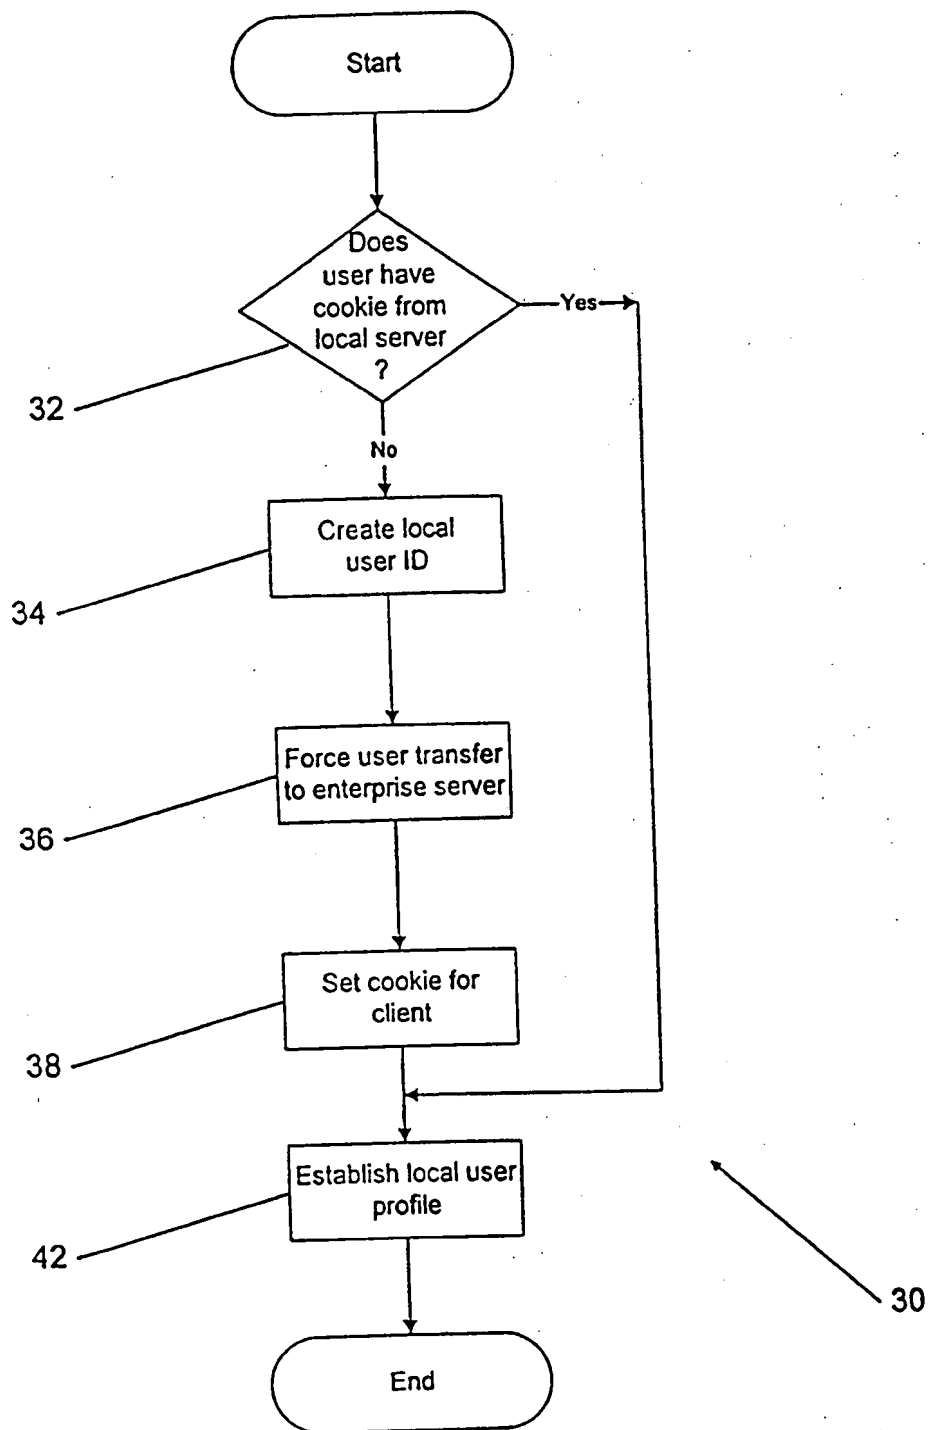 Start
Does
user have
cookie from
local server
?
Yes
32
No
Create local
user ID
34
Force user transfer
to enterprise server
36
Set cookie for
client
38
Establish local user
profile
42
30
End